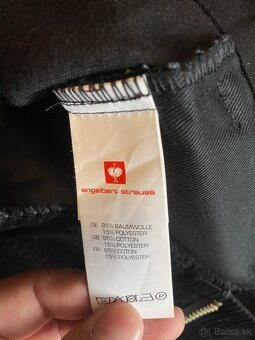 engelbert strauss
DE 85% BAUMWOLLE
15% POLYESTER
GB 85% COTTON
15% POLYESTER
FR 85% COTON
15% POLYESTER
Bazos.sk